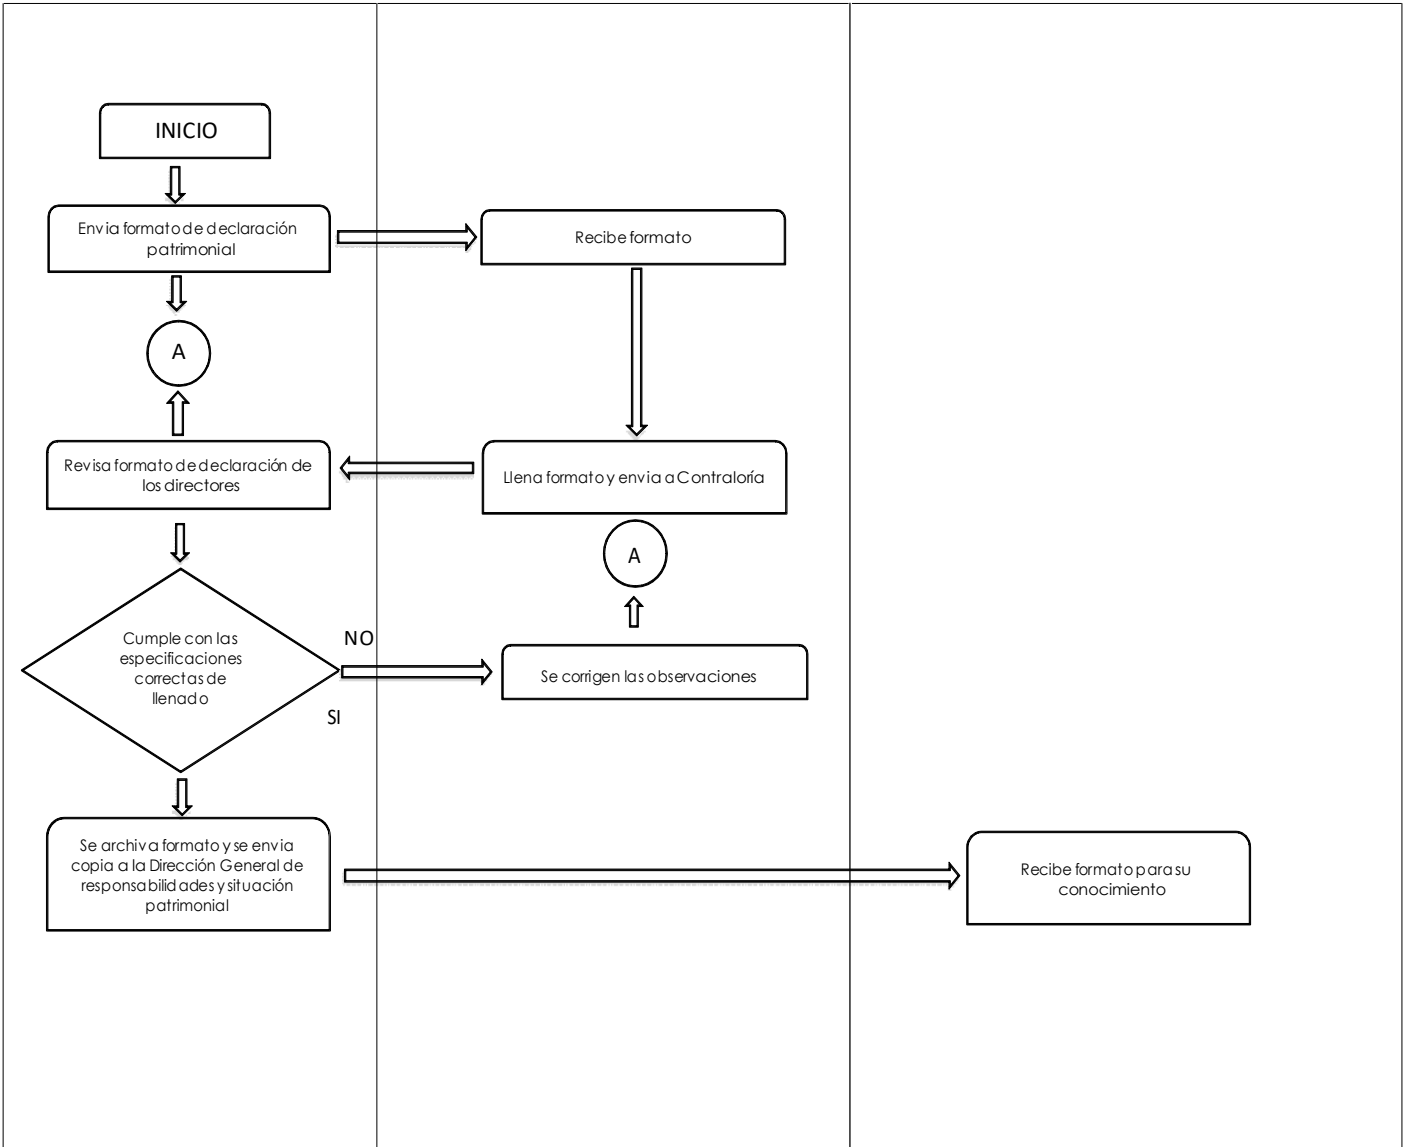 INICIO
Envia formato de declaración
patrimonial
Recibe formato
A
Revisa formato de declaración de
los directores
Llena formato y envia a Contraloría
A
Cumple con las
especificaciones
correctas de
llenado
NO
SI
Se corrigen las observaciones
Se archiva formato y se envia
copia a la Dirección General de
responsabilidades y situación
patrimonial
Recibe formato para su
conocimiento